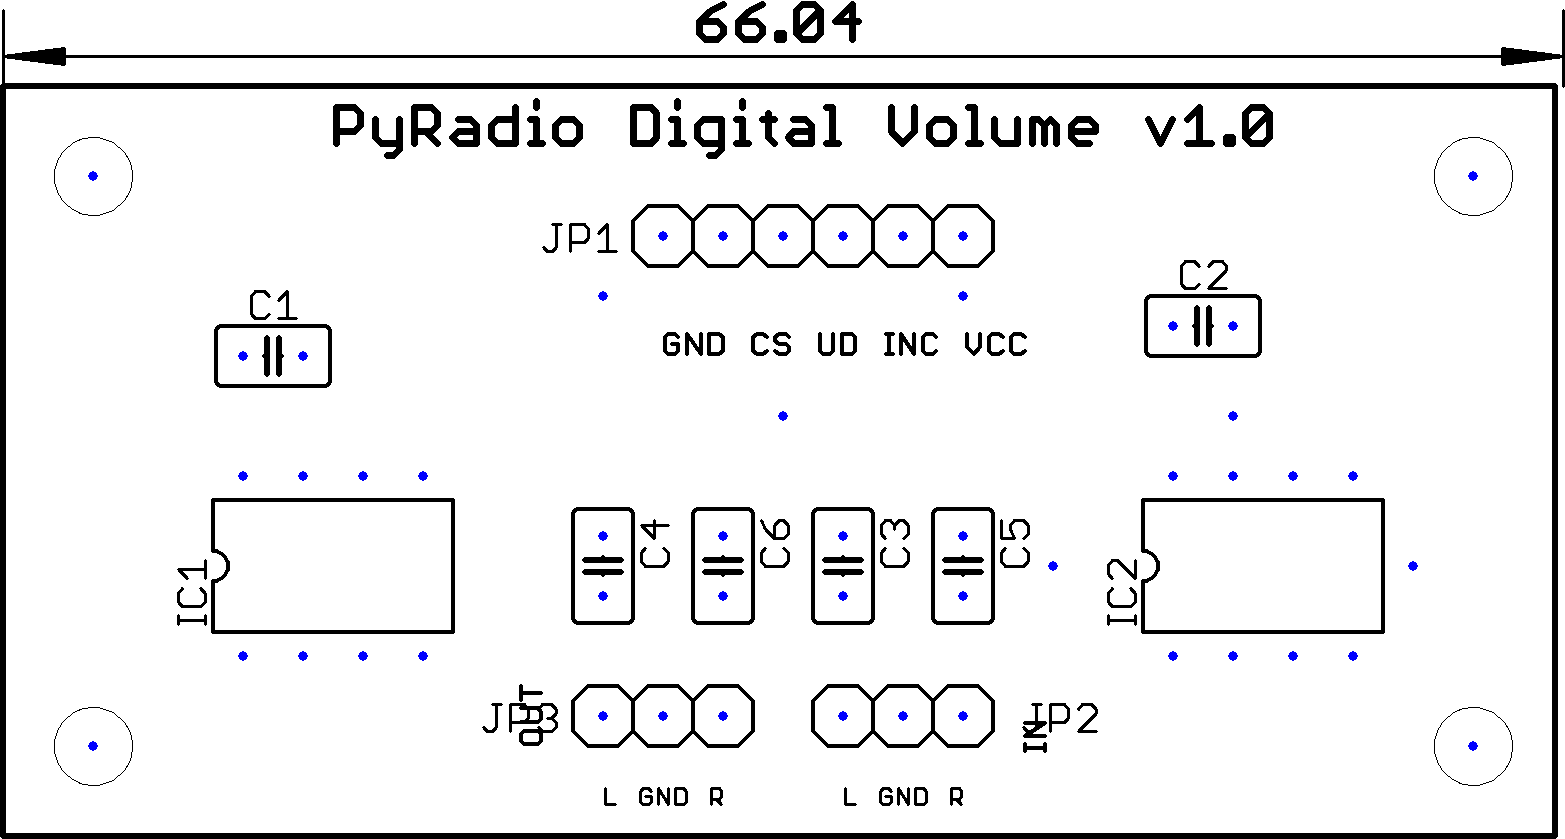 66.04
PyRadio Digital Volume v1.0
JP1
C2
C1
GND CS UD INC VCC
IC1
C4
C6
C3
C5
IC2
JP3
OUT
IN
JP2
L GND R
L GND R